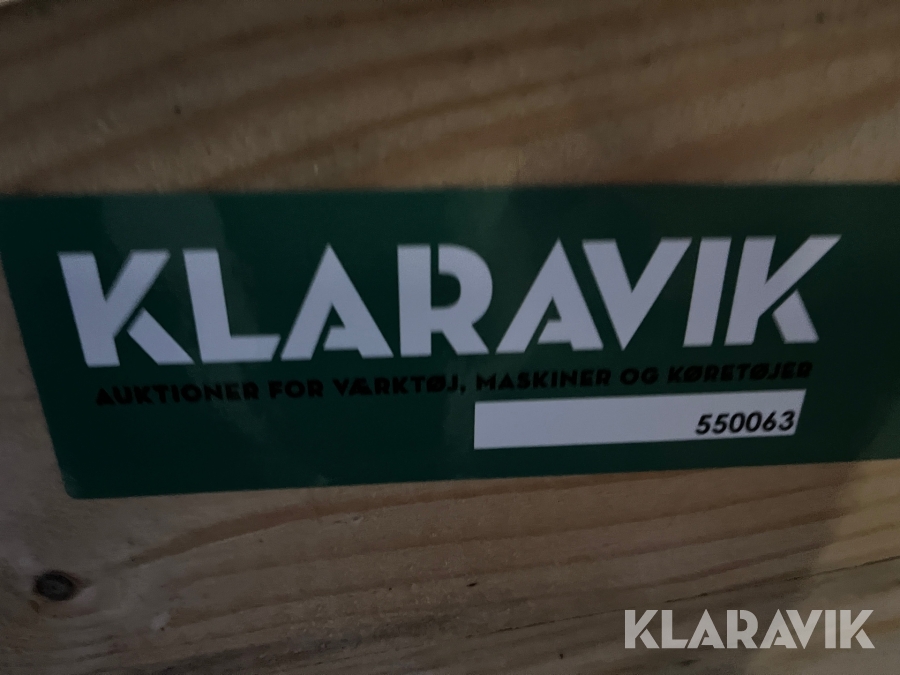 KLARAVIK
AUKTIONER FOR VÆRKTØJ, MASKINER OG KØRETØJER
550063
KLARAVIK